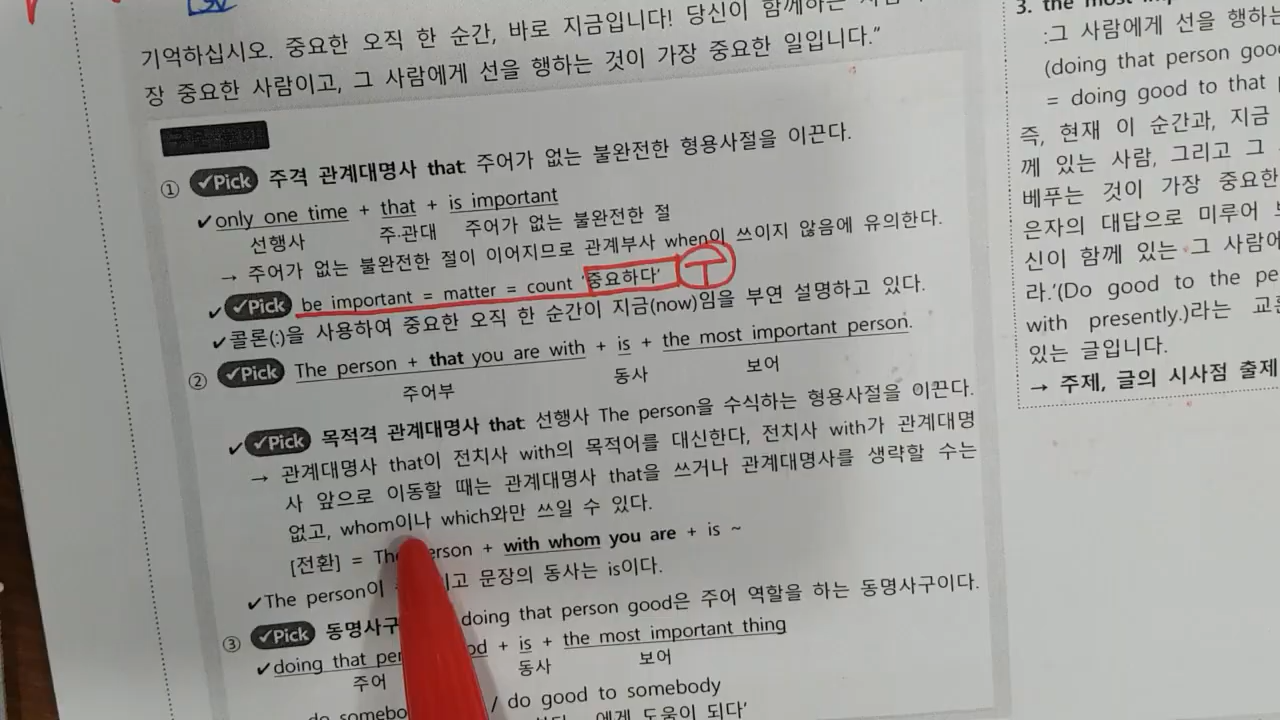 기억하십시오. 중요한 오직 한 순간, 바로 지금입니다! 당신이 함께하는
장 중요한 사람이고, 그 사람에게 선을 행하는 것이 가장 중요한 일입니다.”
① ✓Pick 주격 관계대명사 that: 주어가 없는 불완전한 형용사절을 이끈다.
✓only one time + that + is important
선행사 주·관대 주어가 없는 불완전한 절
→ 주어가 없는 불완전한 절이 이어지므로 관계부사 when이 쓰이지 않음에 유의한다.
✓ ✓Pick be important = matter = count ‘중요하다’ T
✓콜론(:)을 사용하여 중요한 오직 한 순간이 지금(now)임을 부연 설명하고 있다.
② ✓Pick The person + that you are with + is + the most important person.
주어부 동사 보어
✓ ✓Pick 목적격 관계대명사 that: 선행사 The person을 수식하는 형용사절을 이끈다.
→ 관계대명사 that이 전치사 with의 목적어를 대신한다, 전치사 with가 관계대명
사 앞으로 이동할 때는 관계대명사 that을 쓰거나 관계대명사를 생략할 수는
없고, whom이나 which와만 쓰일 수 있다.
[전환] = The person + with whom you are + is ~
✓The person이 이고 문장의 동사는 is이다.
③ ✓Pick 동명사구 doing that person good은 주어 역할을 하는 동명사구이다.
✓doing that per od + is + the most important thing
주어 동사 보어
do somebo / do good to somebody
에게 도움이 되다’
3. the most
:그 사람에게 선을 행하는
(doing that person good
= doing good to that
즉, 현재 이 순간과, 지금
께 있는 사람, 그리고 그
베푸는 것이 가장 중요한
은자의 대답으로 미루어
신이 함께 있는 그 사람에
라.’(Do good to the
with presently.)라는
있는 글입니다.
→ 주제, 글의 시사점 출제